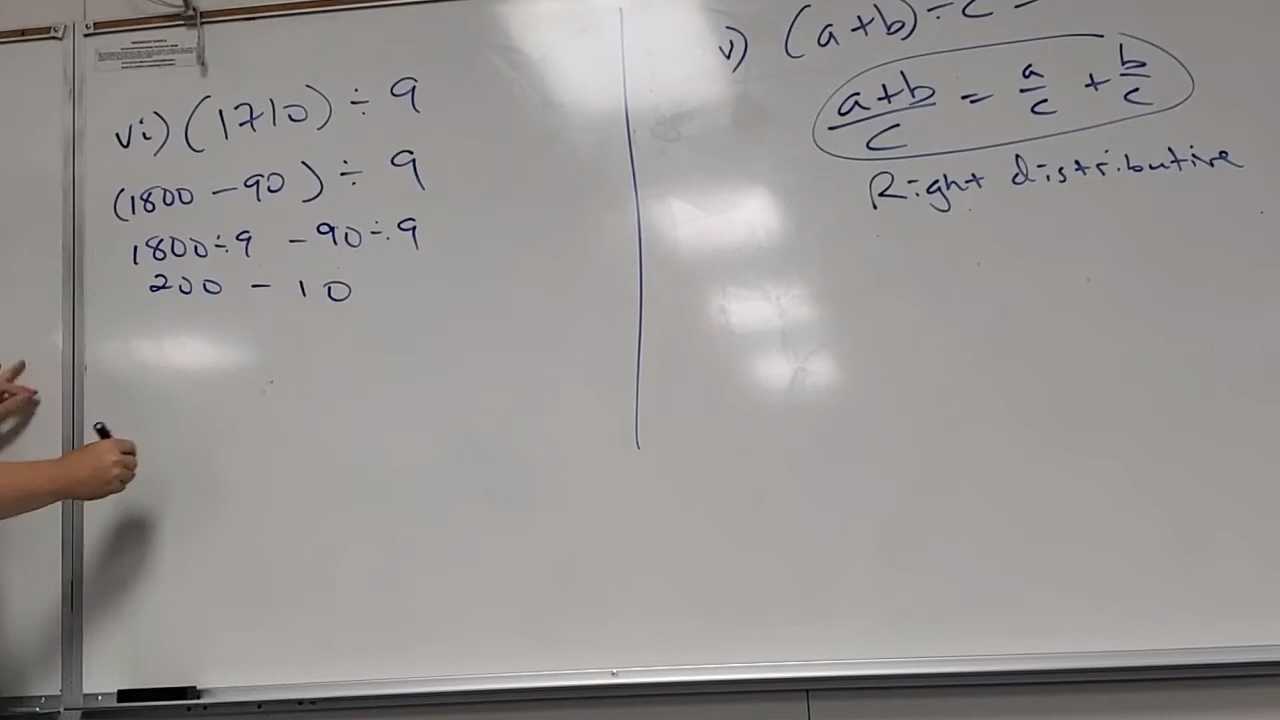 vi) (1710) ÷ 9
(1800 - 90) ÷ 9
1800÷9 - 90÷9
200 - 10
v) (a+b)÷c =
a+b/c = a/c + b/c
Right distributive